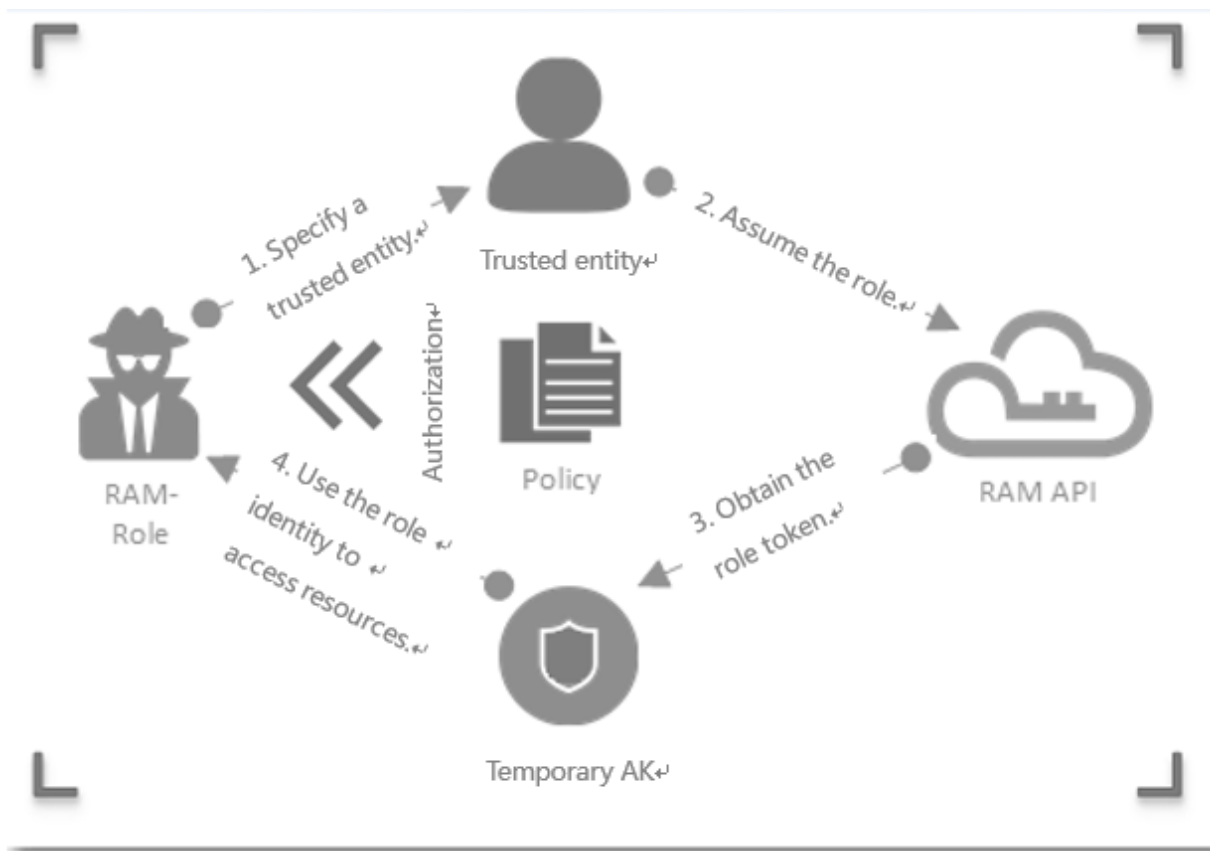 1. Specify a
trusted entity.↵
Trusted entity↵
2. Assume the role.↵
Authorization↵
Policy
RAM-
Role
RAM API
3. Obtain the
role token.↵
4. Use the role ↵
identity to ↵
access resources.↵
Temporary AK↵